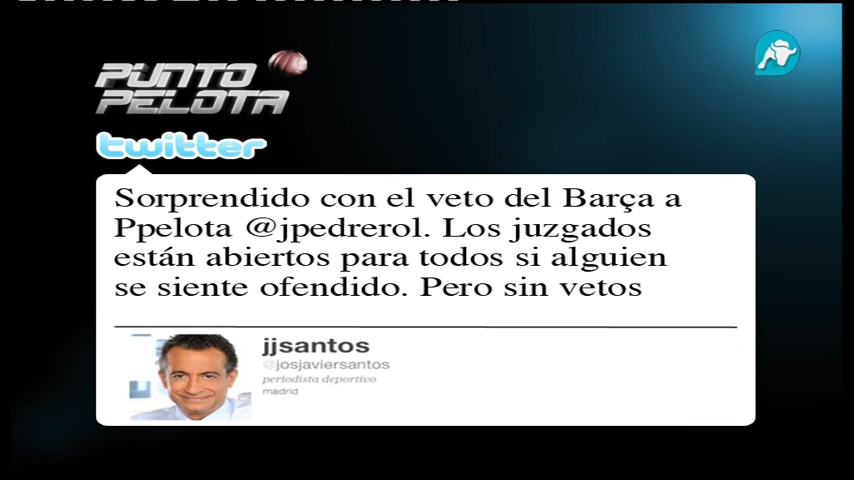 PUNTO
PELOTA
twitter
Sorprendido con el veto del Barça a
Ppelota @jpedrerol. Los juzgados
están abiertos para todos si alguien
se siente ofendido. Pero sin vetos
jjsantos
@josjaviersantos
periodista deportivo
madrid